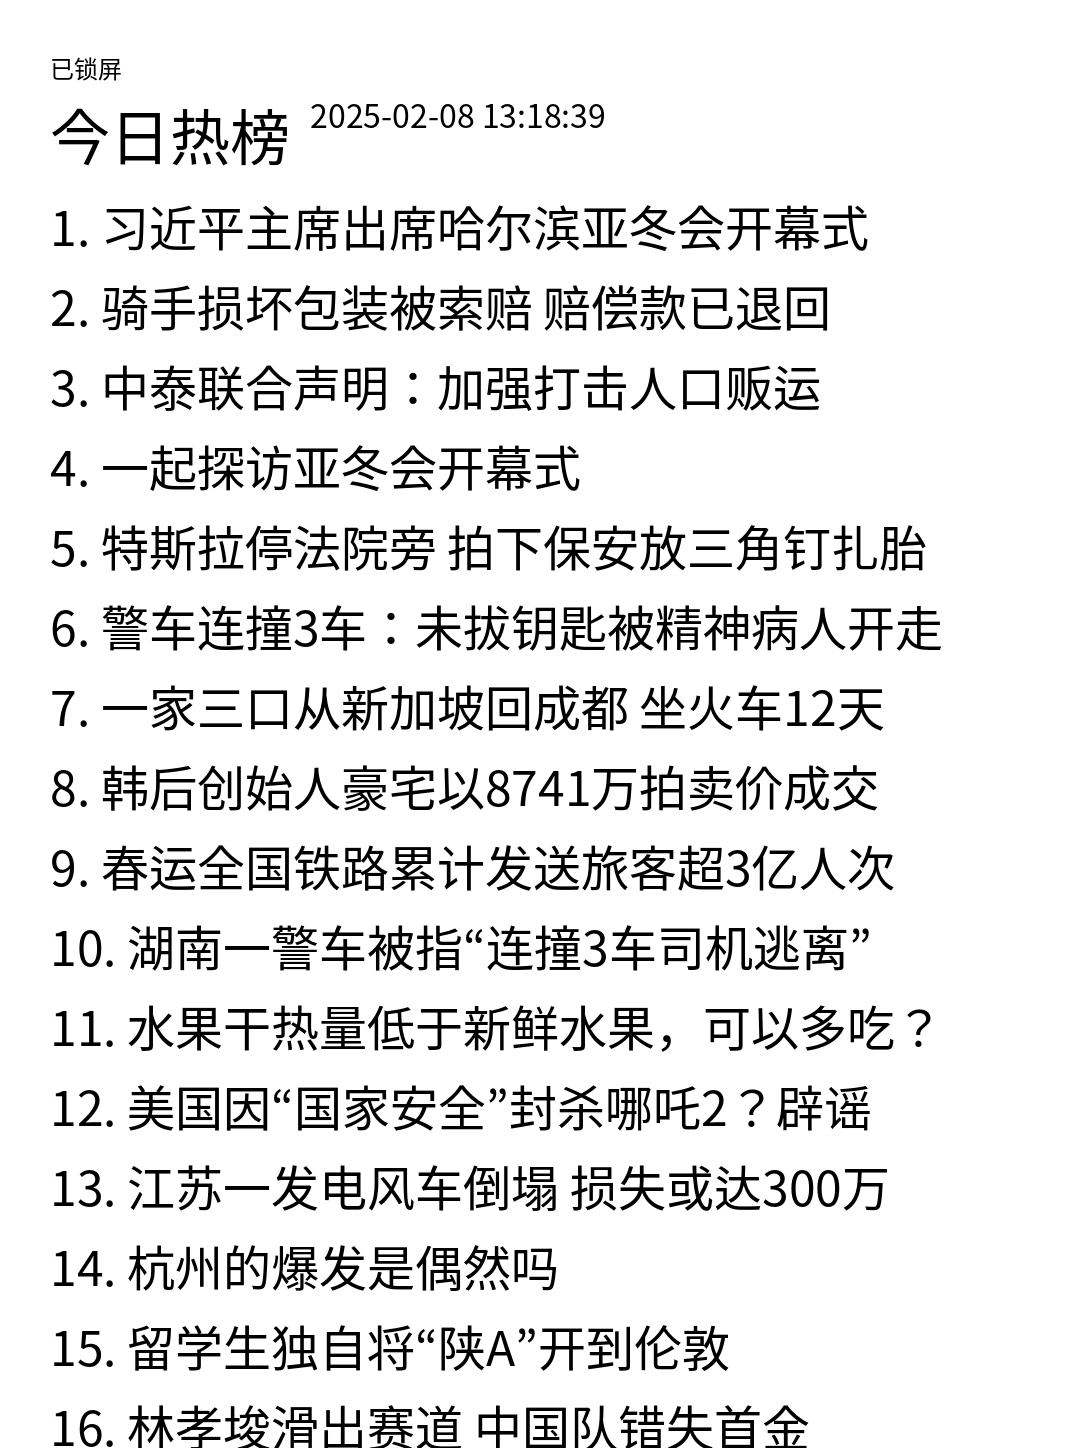 已锁屏
今日热榜 2025-02-08 13:18:39
1. 习近平主席出席哈尔滨亚冬会开幕式
2. 骑手损坏包装被索赔 赔偿款已退回
3. 中泰联合声明：加强打击人口贩运
4. 一起探访亚冬会开幕式
5. 特斯拉停法院旁 拍下保安放三角钉扎胎
6. 警车连撞3车：未拔钥匙被精神病人开走
7. 一家三口从新加坡回成都 坐火车12天
8. 韩后创始人豪宅以8741万拍卖价成交
9. 春运全国铁路累计发送旅客超3亿人次
10. 湖南一警车被指“连撞3车司机逃离”
11. 水果干热量低于新鲜水果，可以多吃？
12. 美国因“国家安全”封杀哪吒2？辟谣
13. 江苏一发电风车倒塌 损失或达300万
14. 杭州的爆发是偶然吗
15. 留学生独自将“陕A”开到伦敦
16. 林孝埈滑出赛道 中国队错失首金